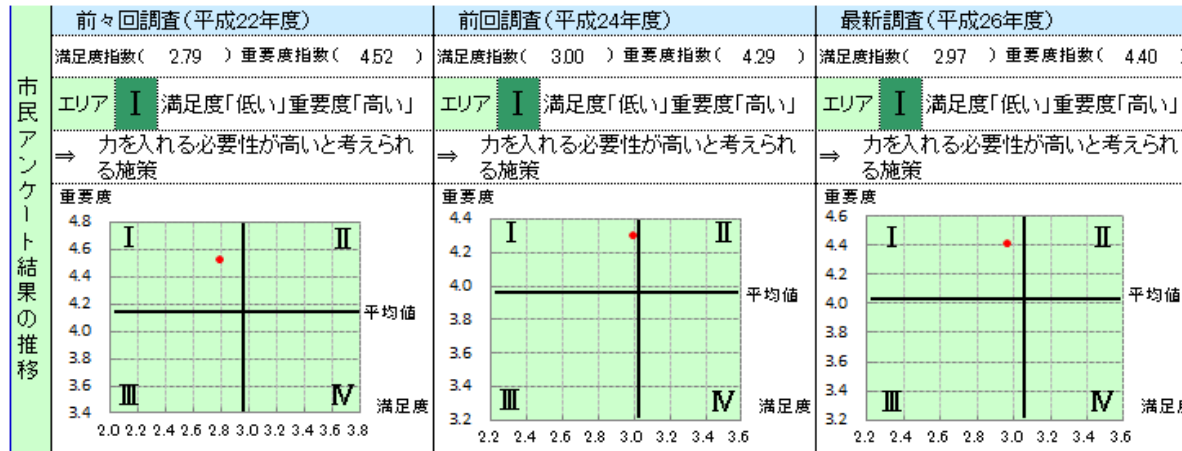 市民アンケート結果の推移
前々回調査(平成22年度)
満足度指数( 2.79 )重要度指数( 4.52 )
エリア Ⅰ 満足度「低い」重要度「高い」
⇒ 力を入れる必要性が高いと考えられ
る施策
重要度
4.8
4.6
4.4
4.2
4.0
3.8
3.6
3.4
Ⅰ Ⅱ
Ⅲ Ⅳ
平均値
満足度
2.0 2.2 2.4 2.6 2.8 3.0 3.2 3.4 3.6 3.8
前回調査(平成24年度)
満足度指数( 3.00 )重要度指数( 4.29 )
エリア Ⅰ 満足度「低い」重要度「高い」
⇒ 力を入れる必要性が高いと考えられ
る施策
重要度
4.4
4.2
4.0
3.8
3.6
3.4
3.2
Ⅰ Ⅱ
Ⅲ Ⅳ
平均値
満足度
2.2 2.4 2.6 2.8 3.0 3.2 3.4 3.6
最新調査(平成26年度)
満足度指数( 2.97 )重要度指数( 4.40 )
エリア Ⅰ 満足度「低い」重要度「高い」
⇒ 力を入れる必要性が高いと考えられ
る施策
重要度
4.6
4.4
4.2
4.0
3.8
3.6
3.4
3.2
Ⅰ Ⅱ
Ⅲ Ⅳ
平均値
満足度
2.2 2.4 2.6 2.8 3.0 3.2 3.4 3.6